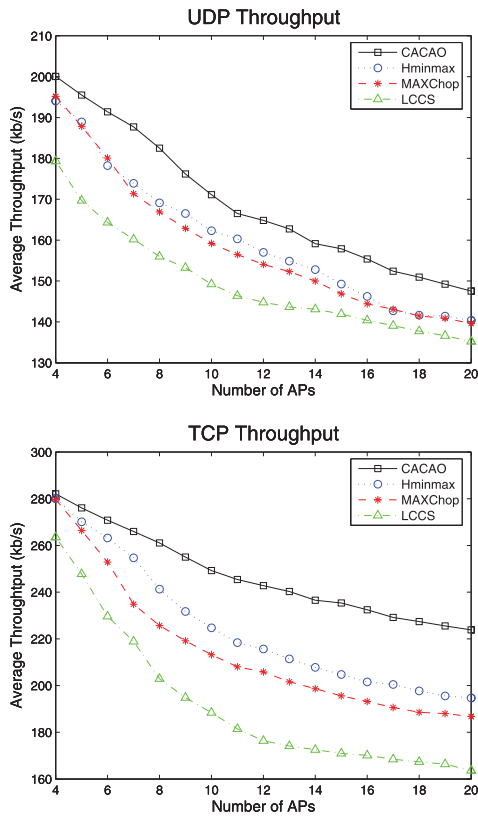 UDP Throughput
210
200
190
180
170
160
150
140
130
Average Throughtput (kb/s)
CACAO
Hminmax
MAXChop
LCCS
4 6 8 10 12 14 16 18 20
Number of APs
TCP Throughput
300
280
260
240
220
200
180
160
Average Throughtput (kb/s)
CACAO
Hminmax
MAXChop
LCCS
4 6 8 10 12 14 16 18 20
Number of APs